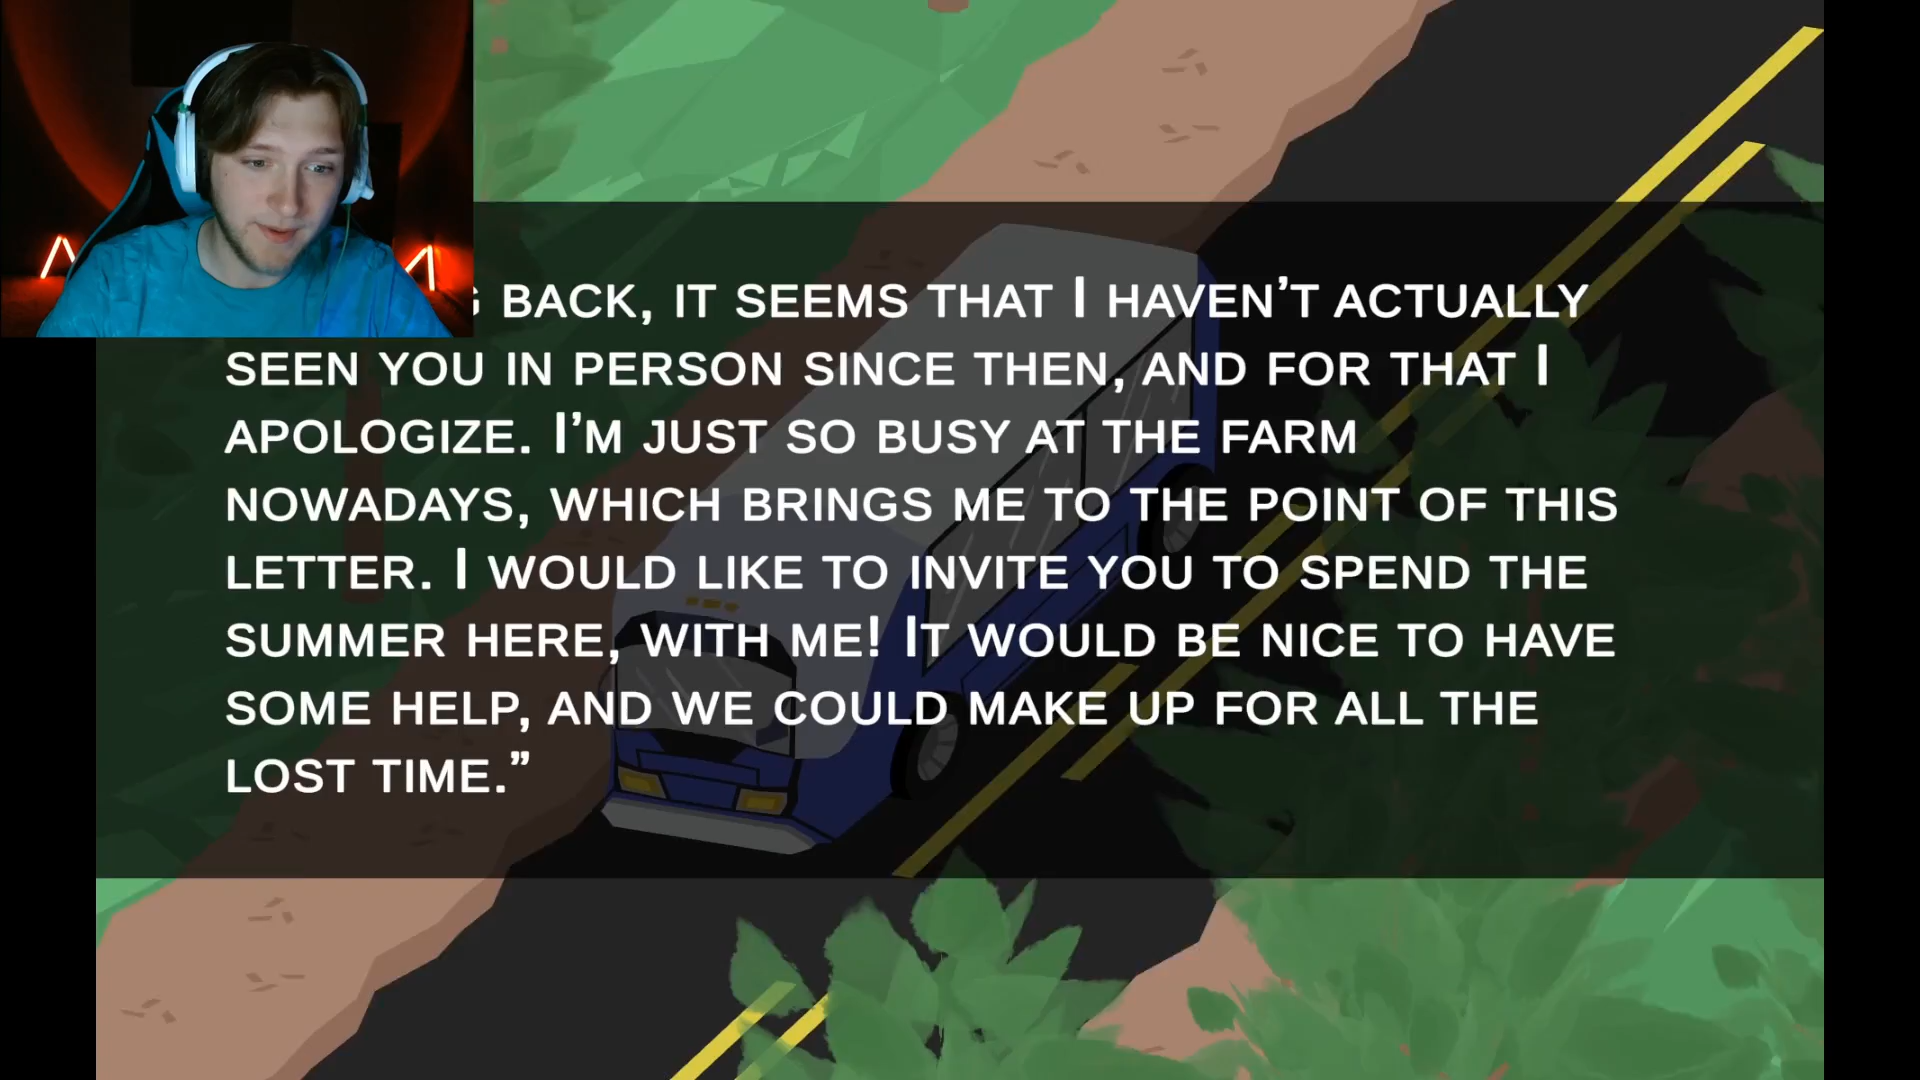 BACK, IT SEEMS THAT I HAVEN'T ACTUALLY
SEEN YOU IN PERSON SINCE THEN, AND FOR THAT I
APOLOGIZE. I'M JUST SO BUSY AT THE FARM
NOWADAYS, WHICH BRINGS ME TO THE POINT OF THIS
LETTER. I WOULD LIKE TO INVITE YOU TO SPEND THE
SUMMER HERE, WITH ME! IT WOULD BE NICE TO HAVE
SOME HELP, AND WE COULD MAKE UP FOR ALL THE
LOST TIME.”